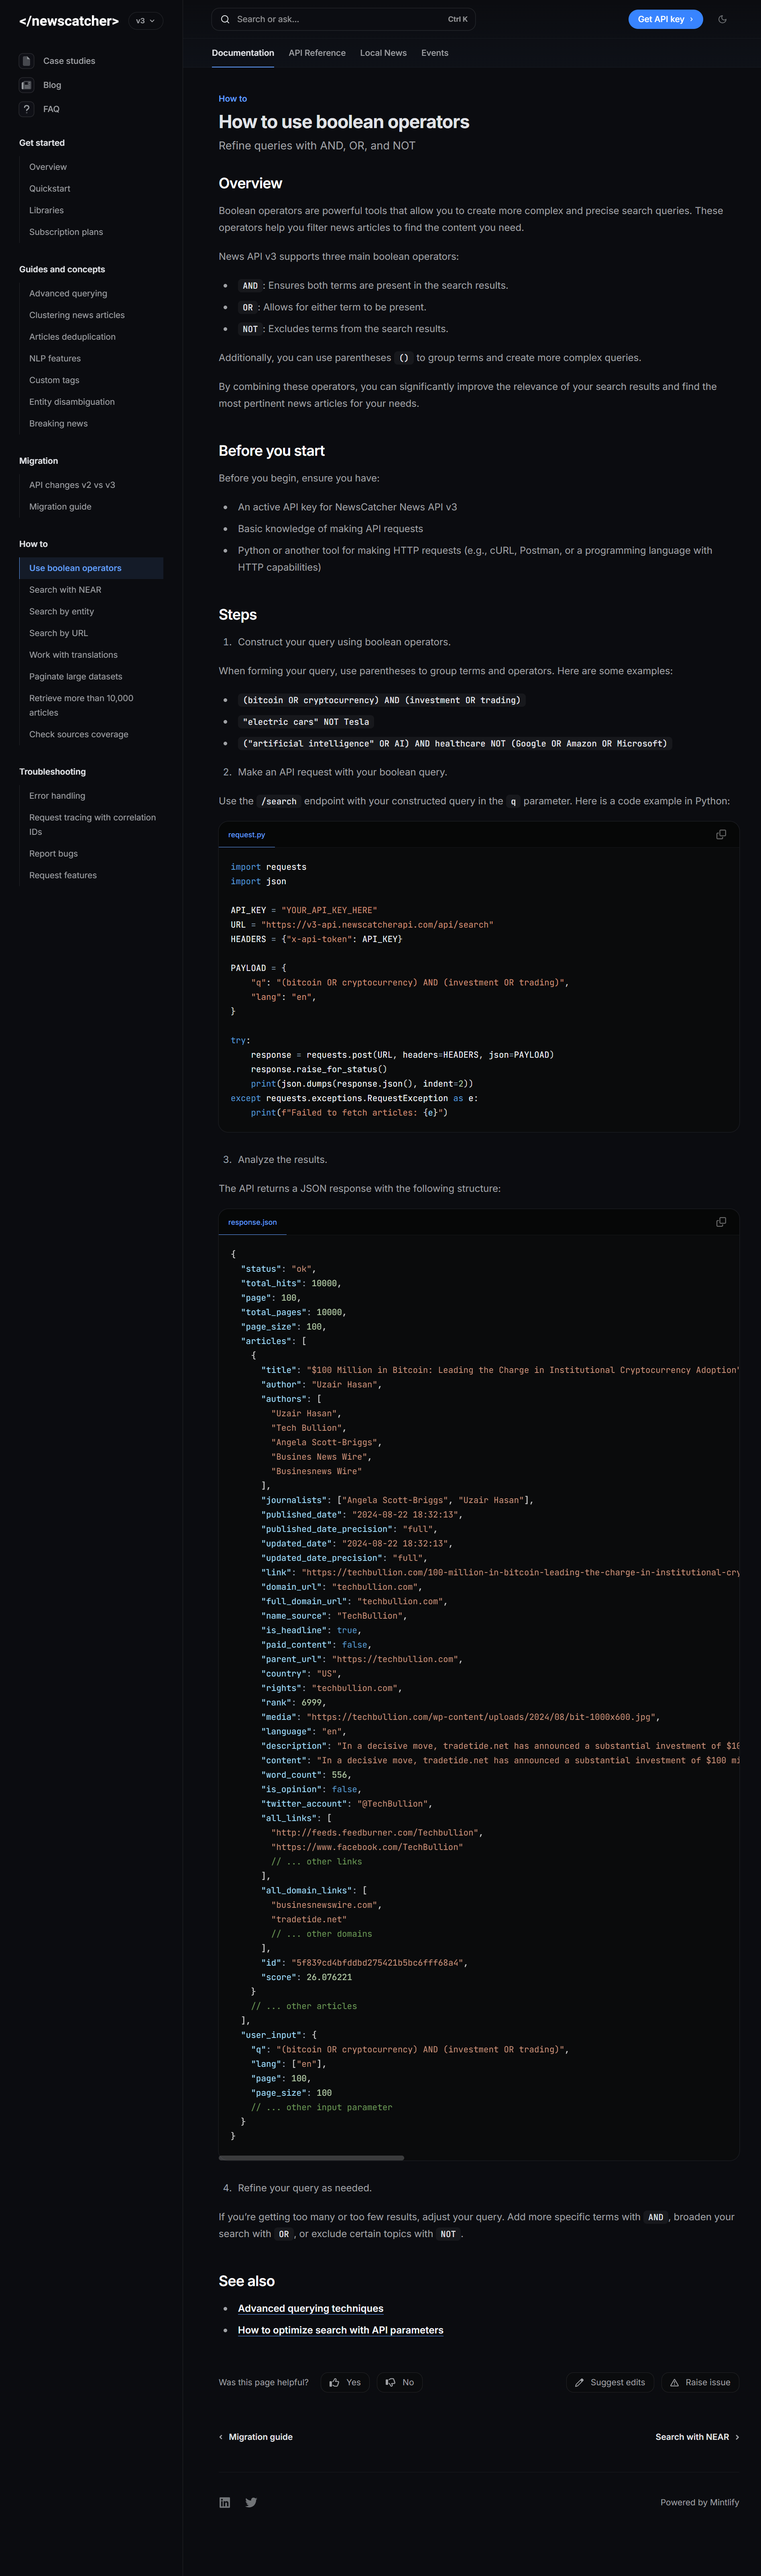 </newscatcher>
v3
Search or ask...
Ctrl K
Get API key
Documentation
API Reference
Local News
Events
Case studies
Blog
FAQ
Get started
Overview
Quickstart
Libraries
Subscription plans
Guides and concepts
Advanced querying
Clustering news articles
Articles deduplication
NLP features
Custom tags
Entity disambiguation
Breaking news
Migration
API changes v2 vs v3
Migration guide
How to
Use boolean operators
Search with NEAR
Search by entity
Search by URL
Work with translations
Paginate large datasets
Retrieve more than 10,000
articles
Check sources coverage
Troubleshooting
Error handling
Request tracing with correlation
IDs
Report bugs
Request features
How to
How to use boolean operators
Refine queries with AND, OR, and NOT
Overview
Boolean operators are powerful tools that allow you to create more complex and precise search queries. These
operators help you filter news articles to find the content you need.
News API v3 supports three main boolean operators:
• AND: Ensures both terms are present in the search results.
• OR: Allows for either term to be present.
• NOT: Excludes terms from the search results.
Additionally, you can use parentheses () to group terms and create more complex queries.
By combining these operators, you can significantly improve the relevance of your search results and find the
most pertinent news articles for your needs.
Before you start
Before you begin, ensure you have:
• An active API key for NewsCatcher News API v3
• Basic knowledge of making API requests
• Python or another tool for making HTTP requests (e.g., cURL, Postman, or a programming language with
HTTP capabilities)
Steps
1. Construct your query using boolean operators.
When forming your query, use parentheses to group terms and operators. Here are some examples:
• (bitcoin OR cryptocurrency) AND (investment OR trading)
• "electric cars" NOT Tesla
• ("artificial intelligence" OR AI) AND healthcare NOT (Google OR Amazon OR Microsoft)
2. Make an API request with your boolean query.
Use the /search endpoint with your constructed query in the q parameter. Here is a code example in Python:
request.py
import requests
import json
API_KEY = "YOUR_API_KEY_HERE"
URL = "https://v3-api.newscatcherapi.com/api/search"
HEADERS = {"x-api-token": API_KEY}
PAYLOAD = {
    "q": "(bitcoin OR cryptocurrency) AND (investment OR trading)",
    "lang": "en",
}
try:
    response = requests.post(URL, headers=HEADERS, json=PAYLOAD)
    response.raise_for_status()
    print(json.dumps(response.json(), indent=2))
except requests.exceptions.RequestException as e:
    print(f"Failed to fetch articles: {e}")
3. Analyze the results.
The API returns a JSON response with the following structure:
response.json
{
  "status": "ok",
  "total_hits": 10000,
  "page": 100,
  "total_pages": 10000,
  "page_size": 100,
  "articles": [
    {
      "title": "$100 Million in Bitcoin: Leading the Charge in Institutional Cryptocurrency Adoption"
      "author": "Uzair Hasan",
      "authors": [
        "Uzair Hasan",
        "Tech Bullion",
        "Angela Scott-Briggs",
        "Busines News Wire",
        "Businesnews Wire"
      ],
      "journalists": ["Angela Scott-Briggs", "Uzair Hasan"],
      "published_date": "2024-08-22 18:32:13",
      "published_date_precision": "full",
      "updated_date": "2024-08-22 18:32:13",
      "updated_date_precision": "full",
      "link": "https://techbullion.com/100-million-in-bitcoin-leading-the-charge-in-institutional-cry
      "domain_url": "techbullion.com",
      "full_domain_url": "techbullion.com",
      "name_source": "TechBullion",
      "is_headline": true,
      "paid_content": false,
      "parent_url": "https://techbullion.com",
      "country": "US",
      "rights": "techbullion.com",
      "rank": 6999,
      "media": "https://techbullion.com/wp-content/uploads/2024/08/bit-1000x600.jpg",
      "language": "en",
      "description": "In a decisive move, tradetide.net has announced a substantial investment of $10
      "content": "In a decisive move, tradetide.net has announced a substantial investment of $100 mi
      "word_count": 556,
      "is_opinion": false,
      "twitter_account": "@TechBullion",
      "all_links": [
        "http://feeds.feedburner.com/Techbullion",
        "https://www.facebook.com/TechBullion"
        // ... other links
      ],
      "all_domain_links": [
        "businesnewswire.com",
        "tradetide.net"
        // ... other domains
      ],
      "id": "5f839cd4bfddbd275421b5bc6fff68a4",
      "score": 26.076221
    }
    // ... other articles
  ],
  "user_input": {
    "q": "(bitcoin OR cryptocurrency) AND (investment OR trading)",
    "lang": ["en"],
    "page": 100,
    "page_size": 100
    // ... other input parameter
  }
}
4. Refine your query as needed.
If you're getting too many or too few results, adjust your query. Add more specific terms with AND, broaden your
search with OR, or exclude certain topics with NOT.
See also
• Advanced querying techniques
• How to optimize search with API parameters
Was this page helpful?
Yes
No
Suggest edits
Raise issue
Migration guide
Search with NEAR
Powered by Mintlify